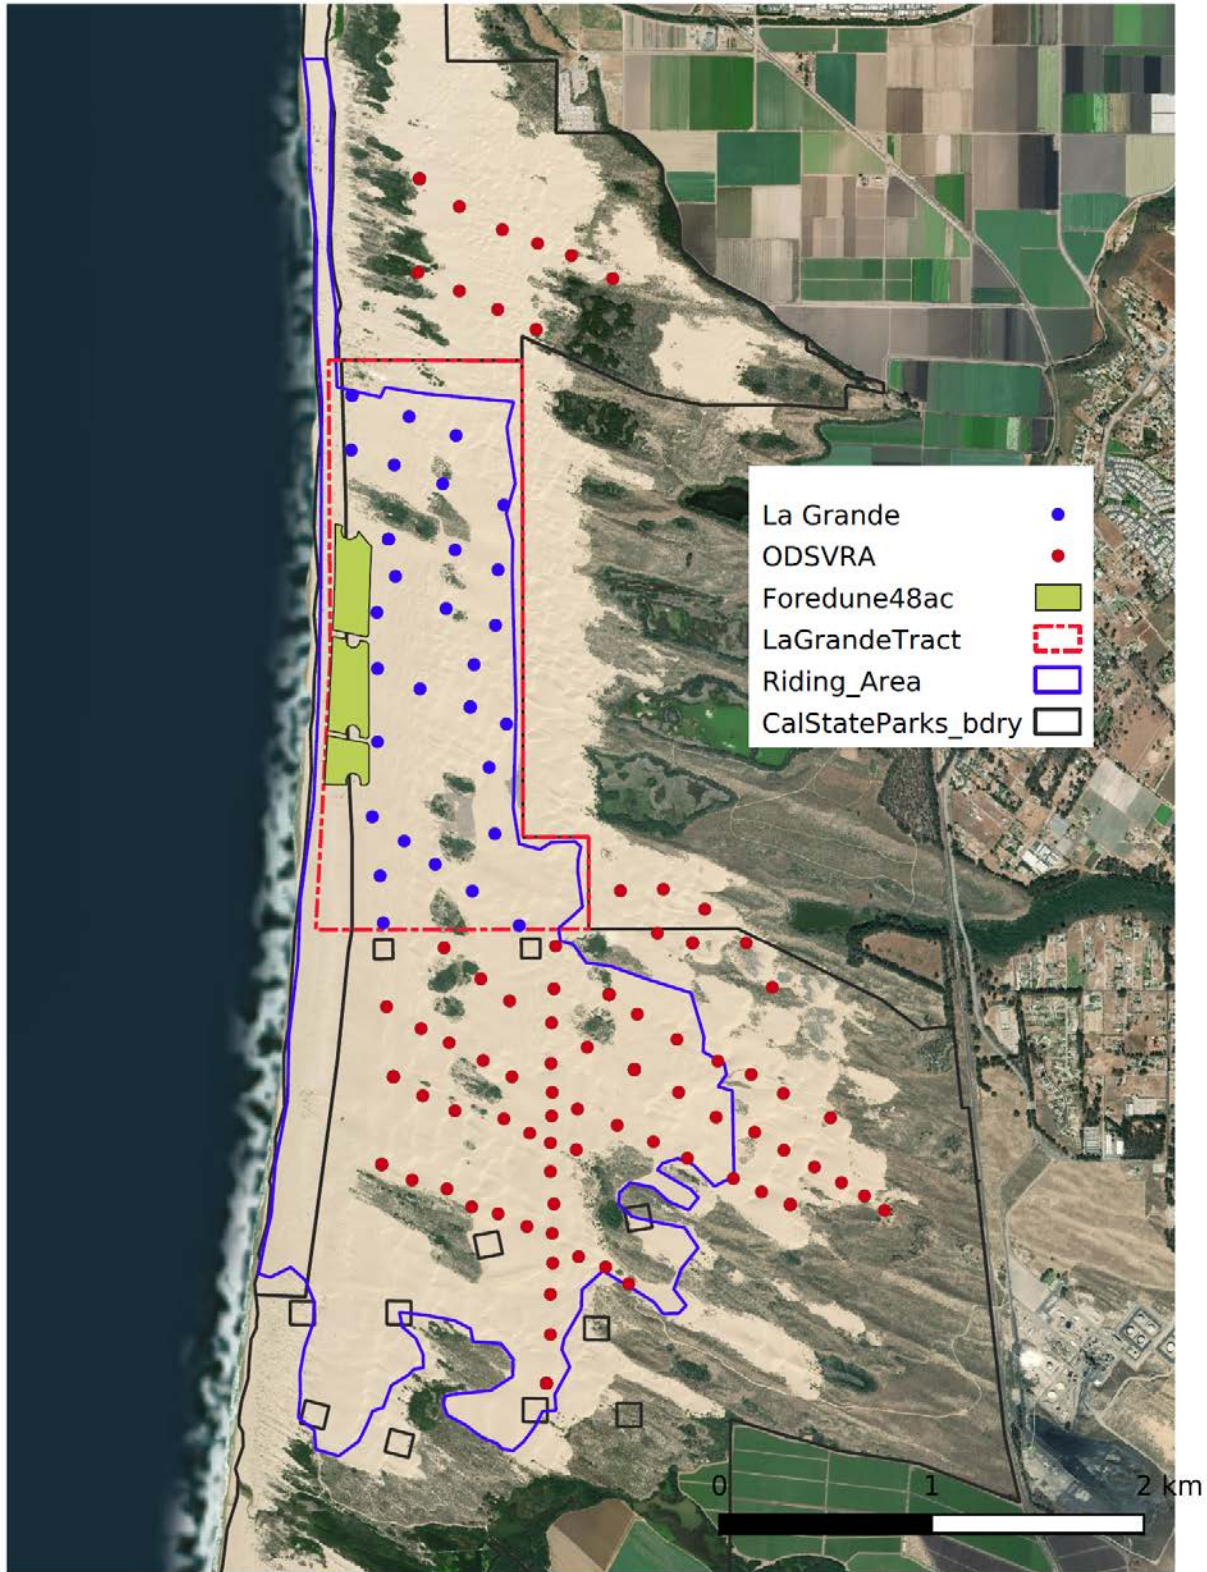 La Grande
ODSVRA
Foredune48ac
LaGrandeTract
Riding_Area
CalStateParks_bdry
0 1 2 km